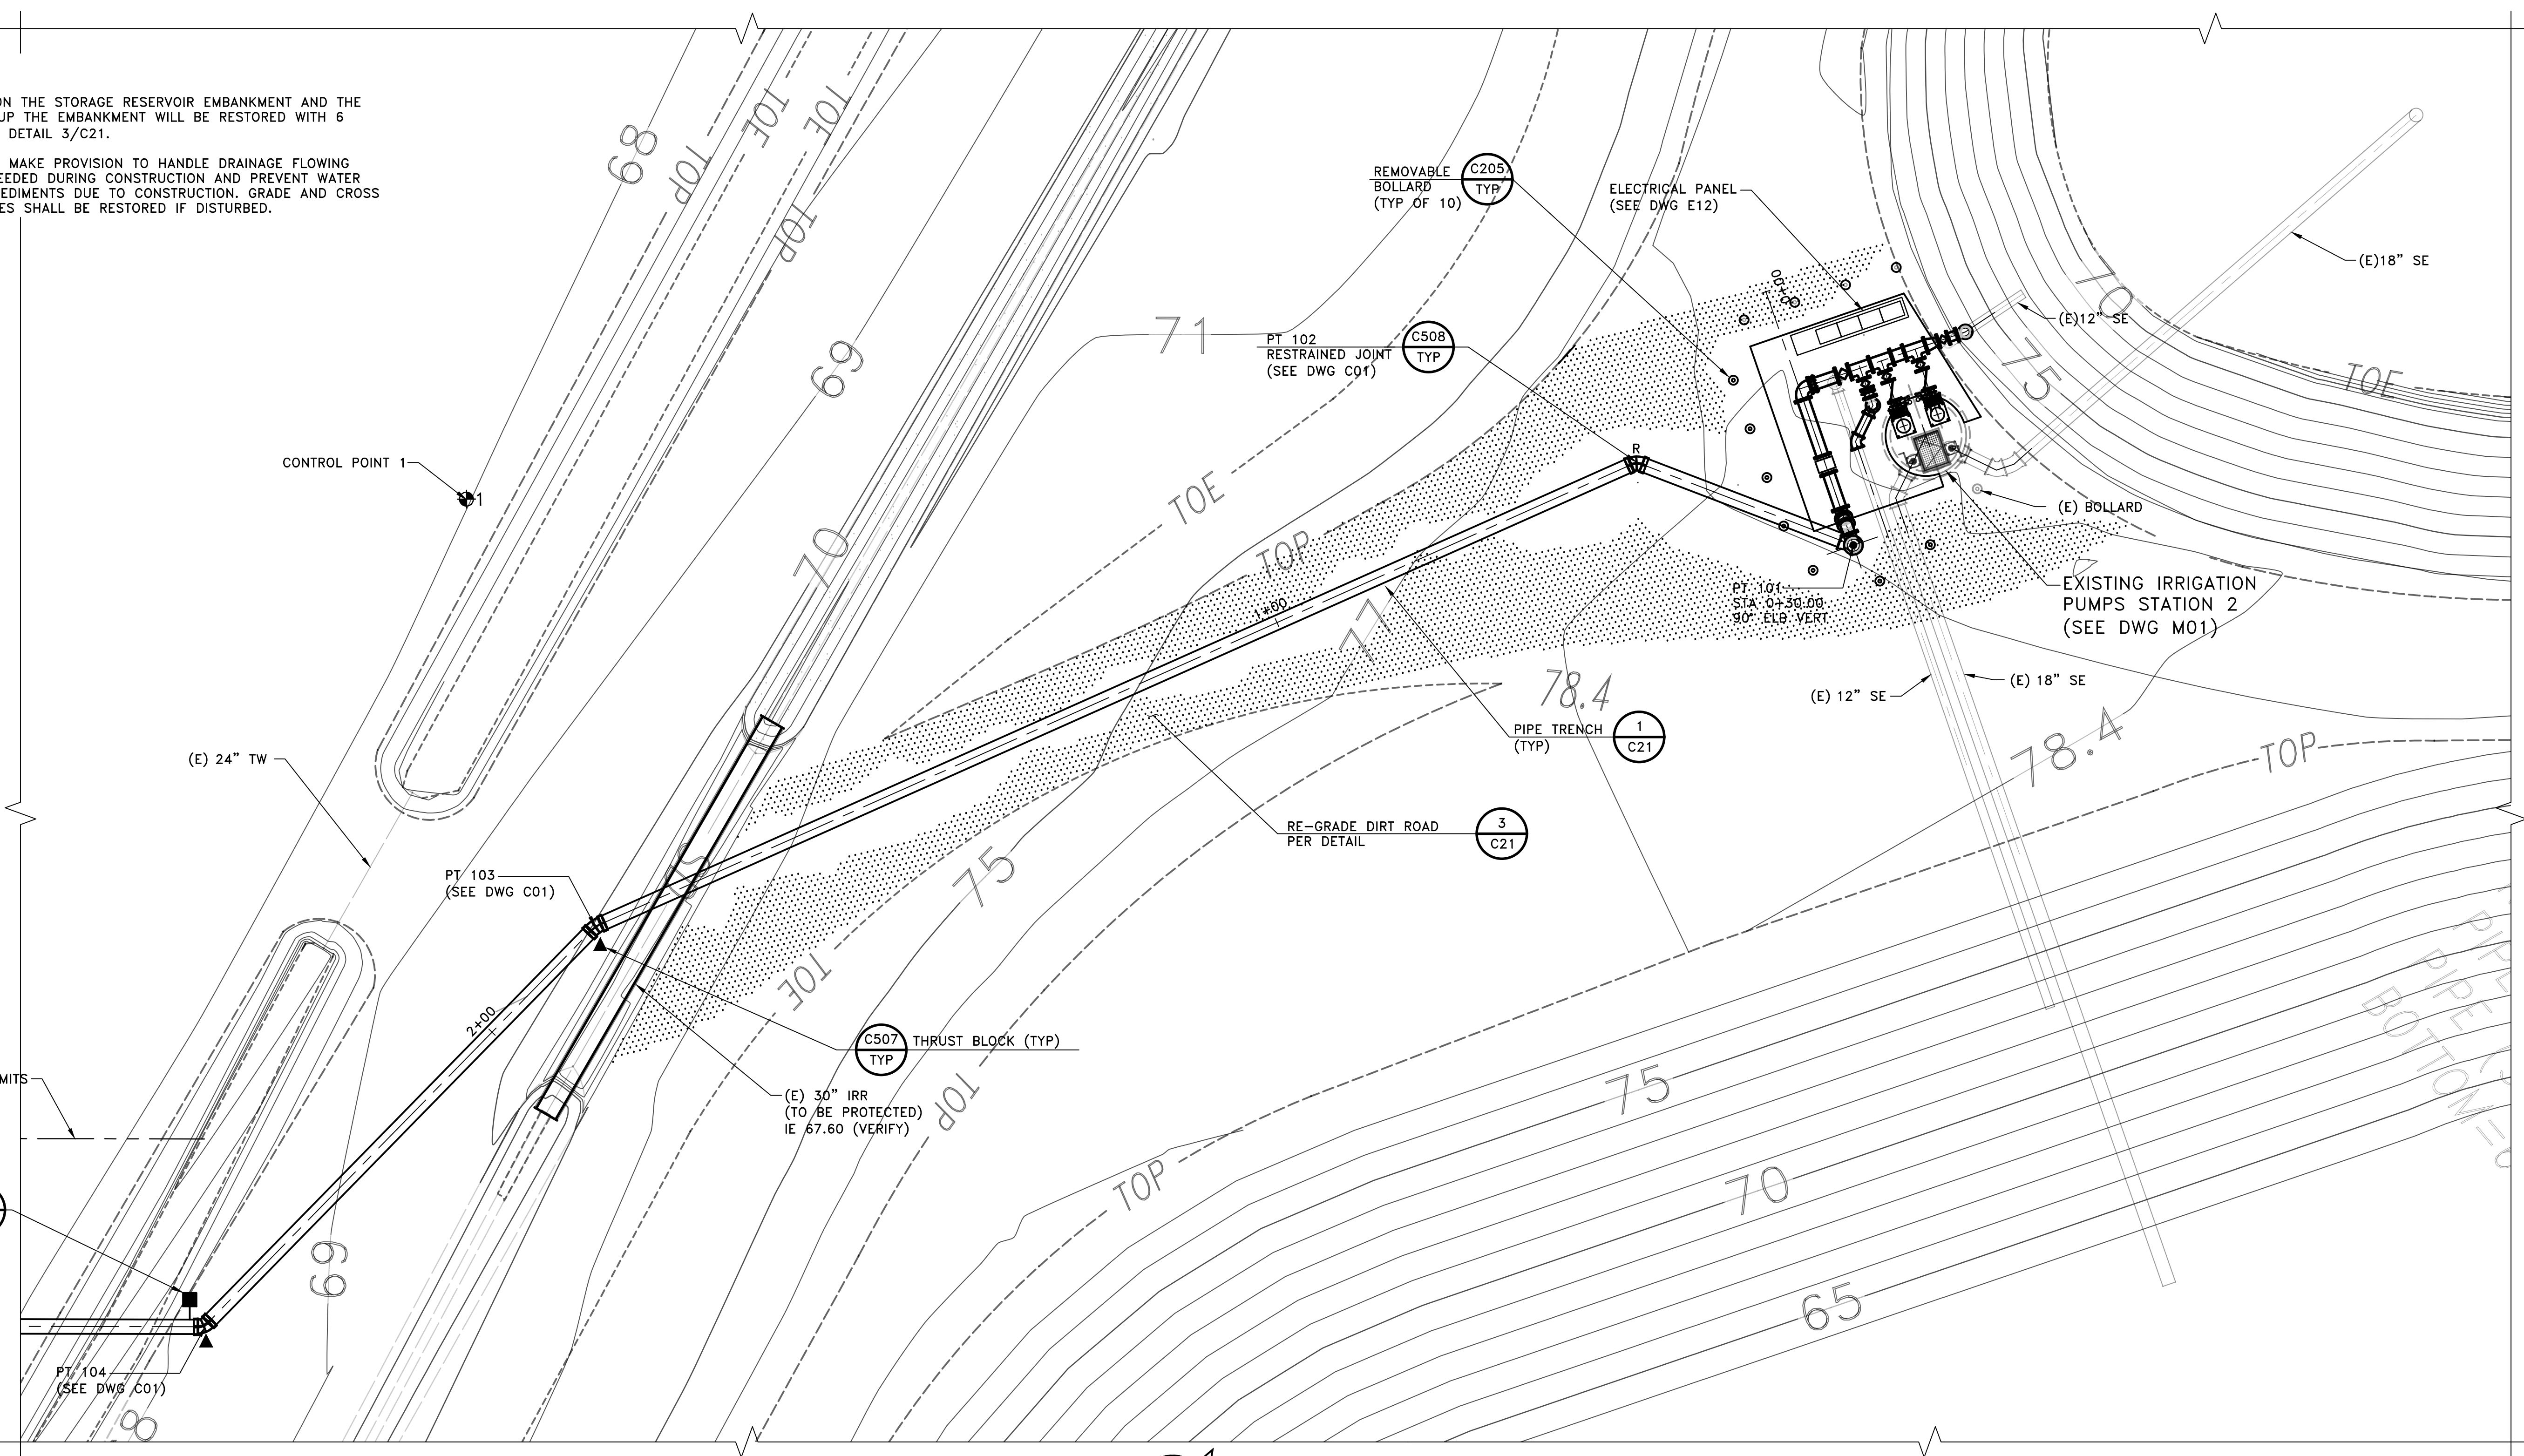 ON THE STORAGE RESERVOIR EMBANKMENT AND THE
UP THE EMBANKMENT WILL BE RESTORED WITH 6
DETAIL 3/C21.
MAKE PROVISION TO HANDLE DRAINAGE FLOWING
EEDED DURING CONSTRUCTION AND PREVENT WATER
EDIMENTS DUE TO CONSTRUCTION. GRADE AND CROSS
ES SHALL BE RESTORED IF DISTURBED.
68
TOP
TOE
TOE
TOP
69
71
REMOVABLE
BOLLARD
(TYP OF 10)
C205
TYP
ELECTRICAL PANEL
(SEE DWG E12)
0+00
(E)18" SE
70
(E)12" SE
75
TOE
PT 102
RESTRAINED JOINT
(SEE DWG C01)
C508
TYP
R
CONTROL POINT 1
1
70
TOE
TOP
1+00
77
(E) BOLLARD
PT 101
STA 0+30.00
90° ELB VERT
EXISTING IRRIGATION
PUMPS STATION 2
(SEE DWG M01)
78.4
(E) 12" SE
(E) 18" SE
78.4
TOP
PIPE TRENCH
(TYP)
1
C21
(E) 24" TW
RE-GRADE DIRT ROAD
PER DETAIL
3
C21
PT 103
(SEE DWG C01)
75
TOE
2+00
C507
TYP
THRUST BLOCK (TYP)
MITS
(E) 30" IRR
(TO BE PROTECTED)
IE 67.60 (VERIFY)
TOP
TOP
75
70
65
PIPE
PIPE
BOTTOM=
69
PT 104
(SEE DWG C01)
8